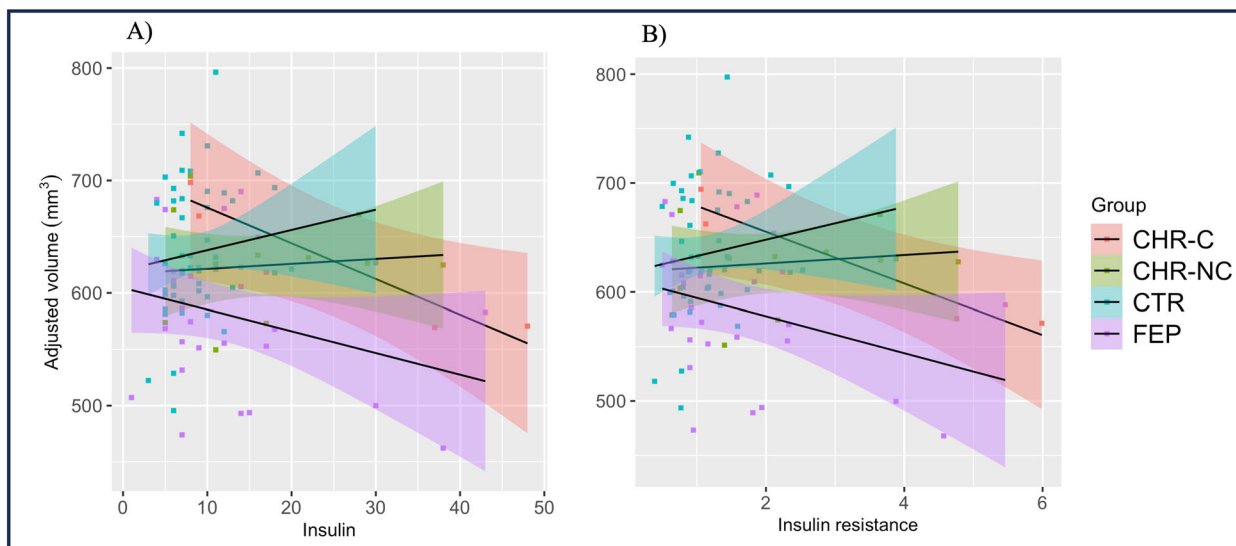 A)
B)
Adjusted volume (mm³)
800
700
600
500
0
10
20
30
40
50
Insulin
800
700
600
500
2
4
6
Insulin resistance
Group
CHR-C
CHR-NC
CTR
FEP